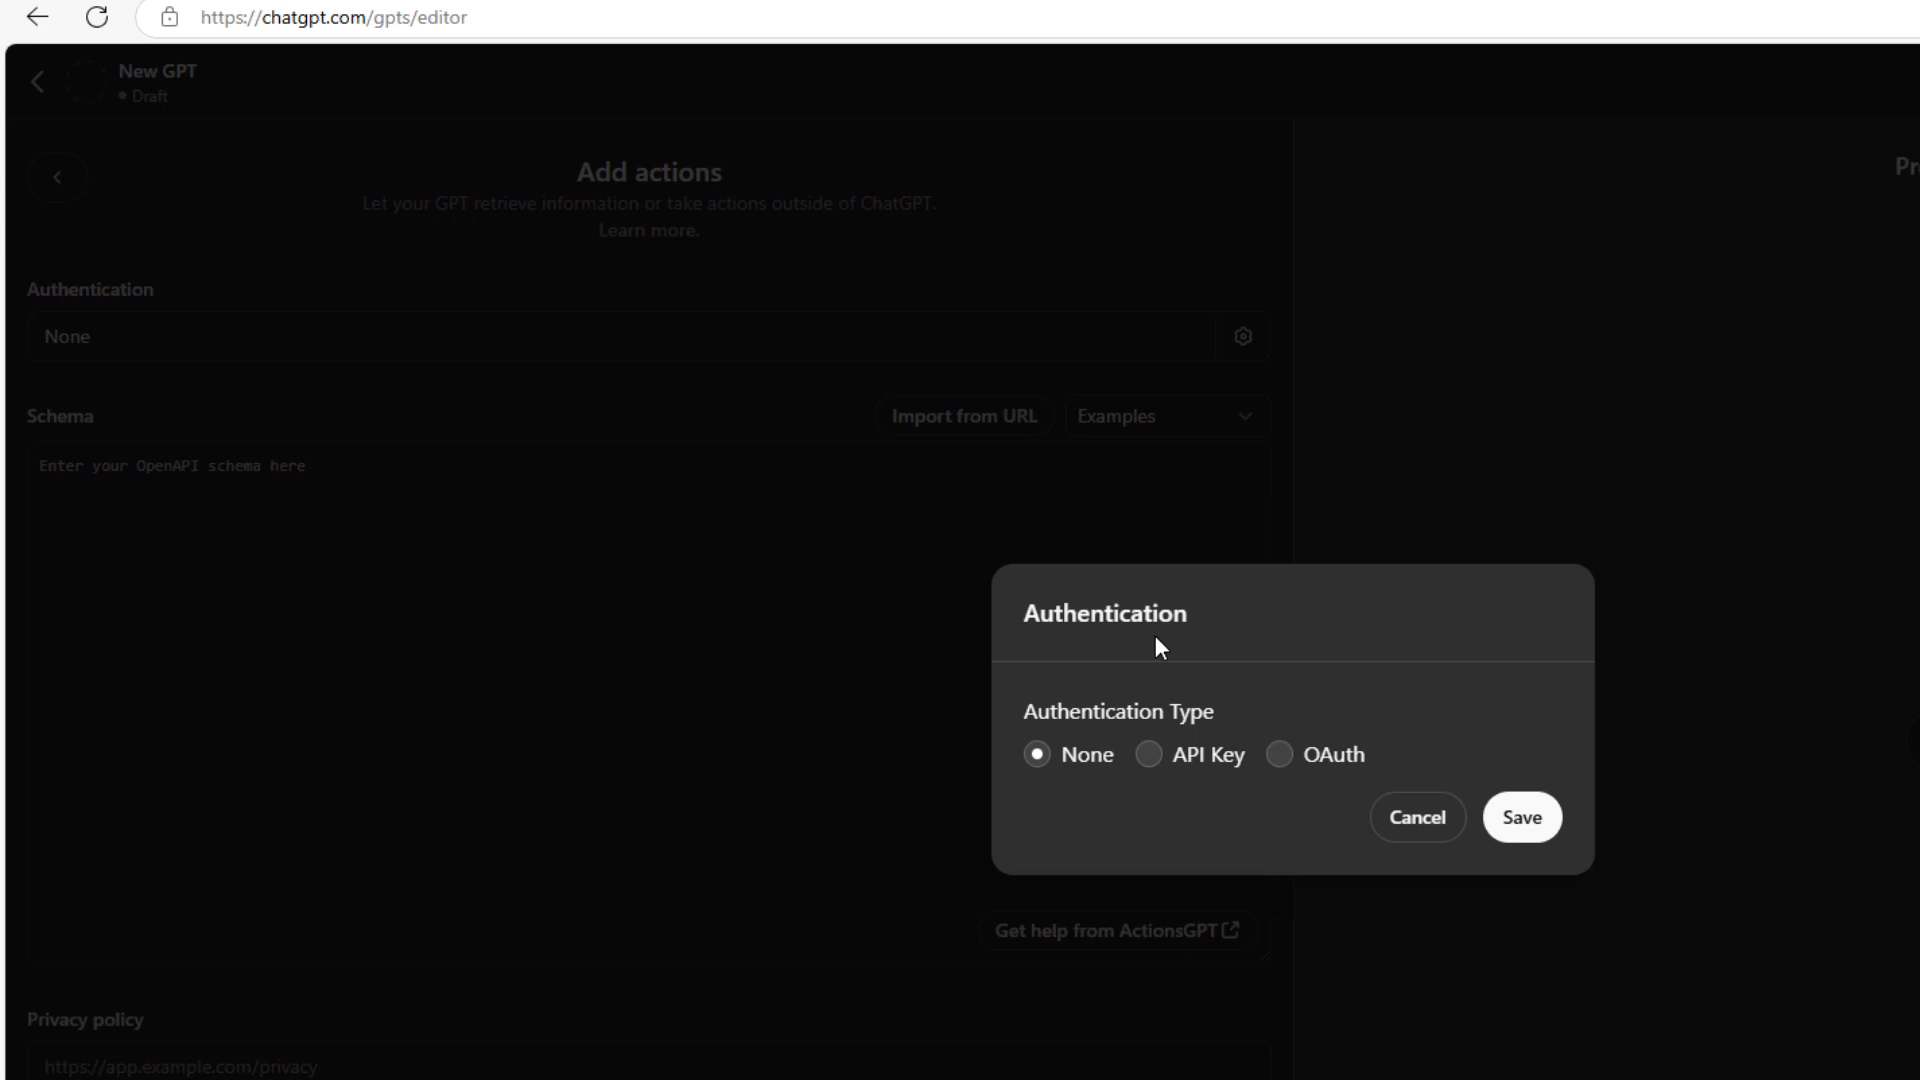 https://chatgpt.com/gpts/editor
New GPT
Draft
Add actions
Let your GPT retrieve information or take actions outside of ChatGPT.
Learn more.
Authentication
None
Schema
Import from URL
Examples
Enter your OpenAPI schema here
Authentication
Authentication Type
None
API Key
OAuth
Cancel
Save
Get help from ActionsGPT
Privacy policy
https://app.example.com/privacy